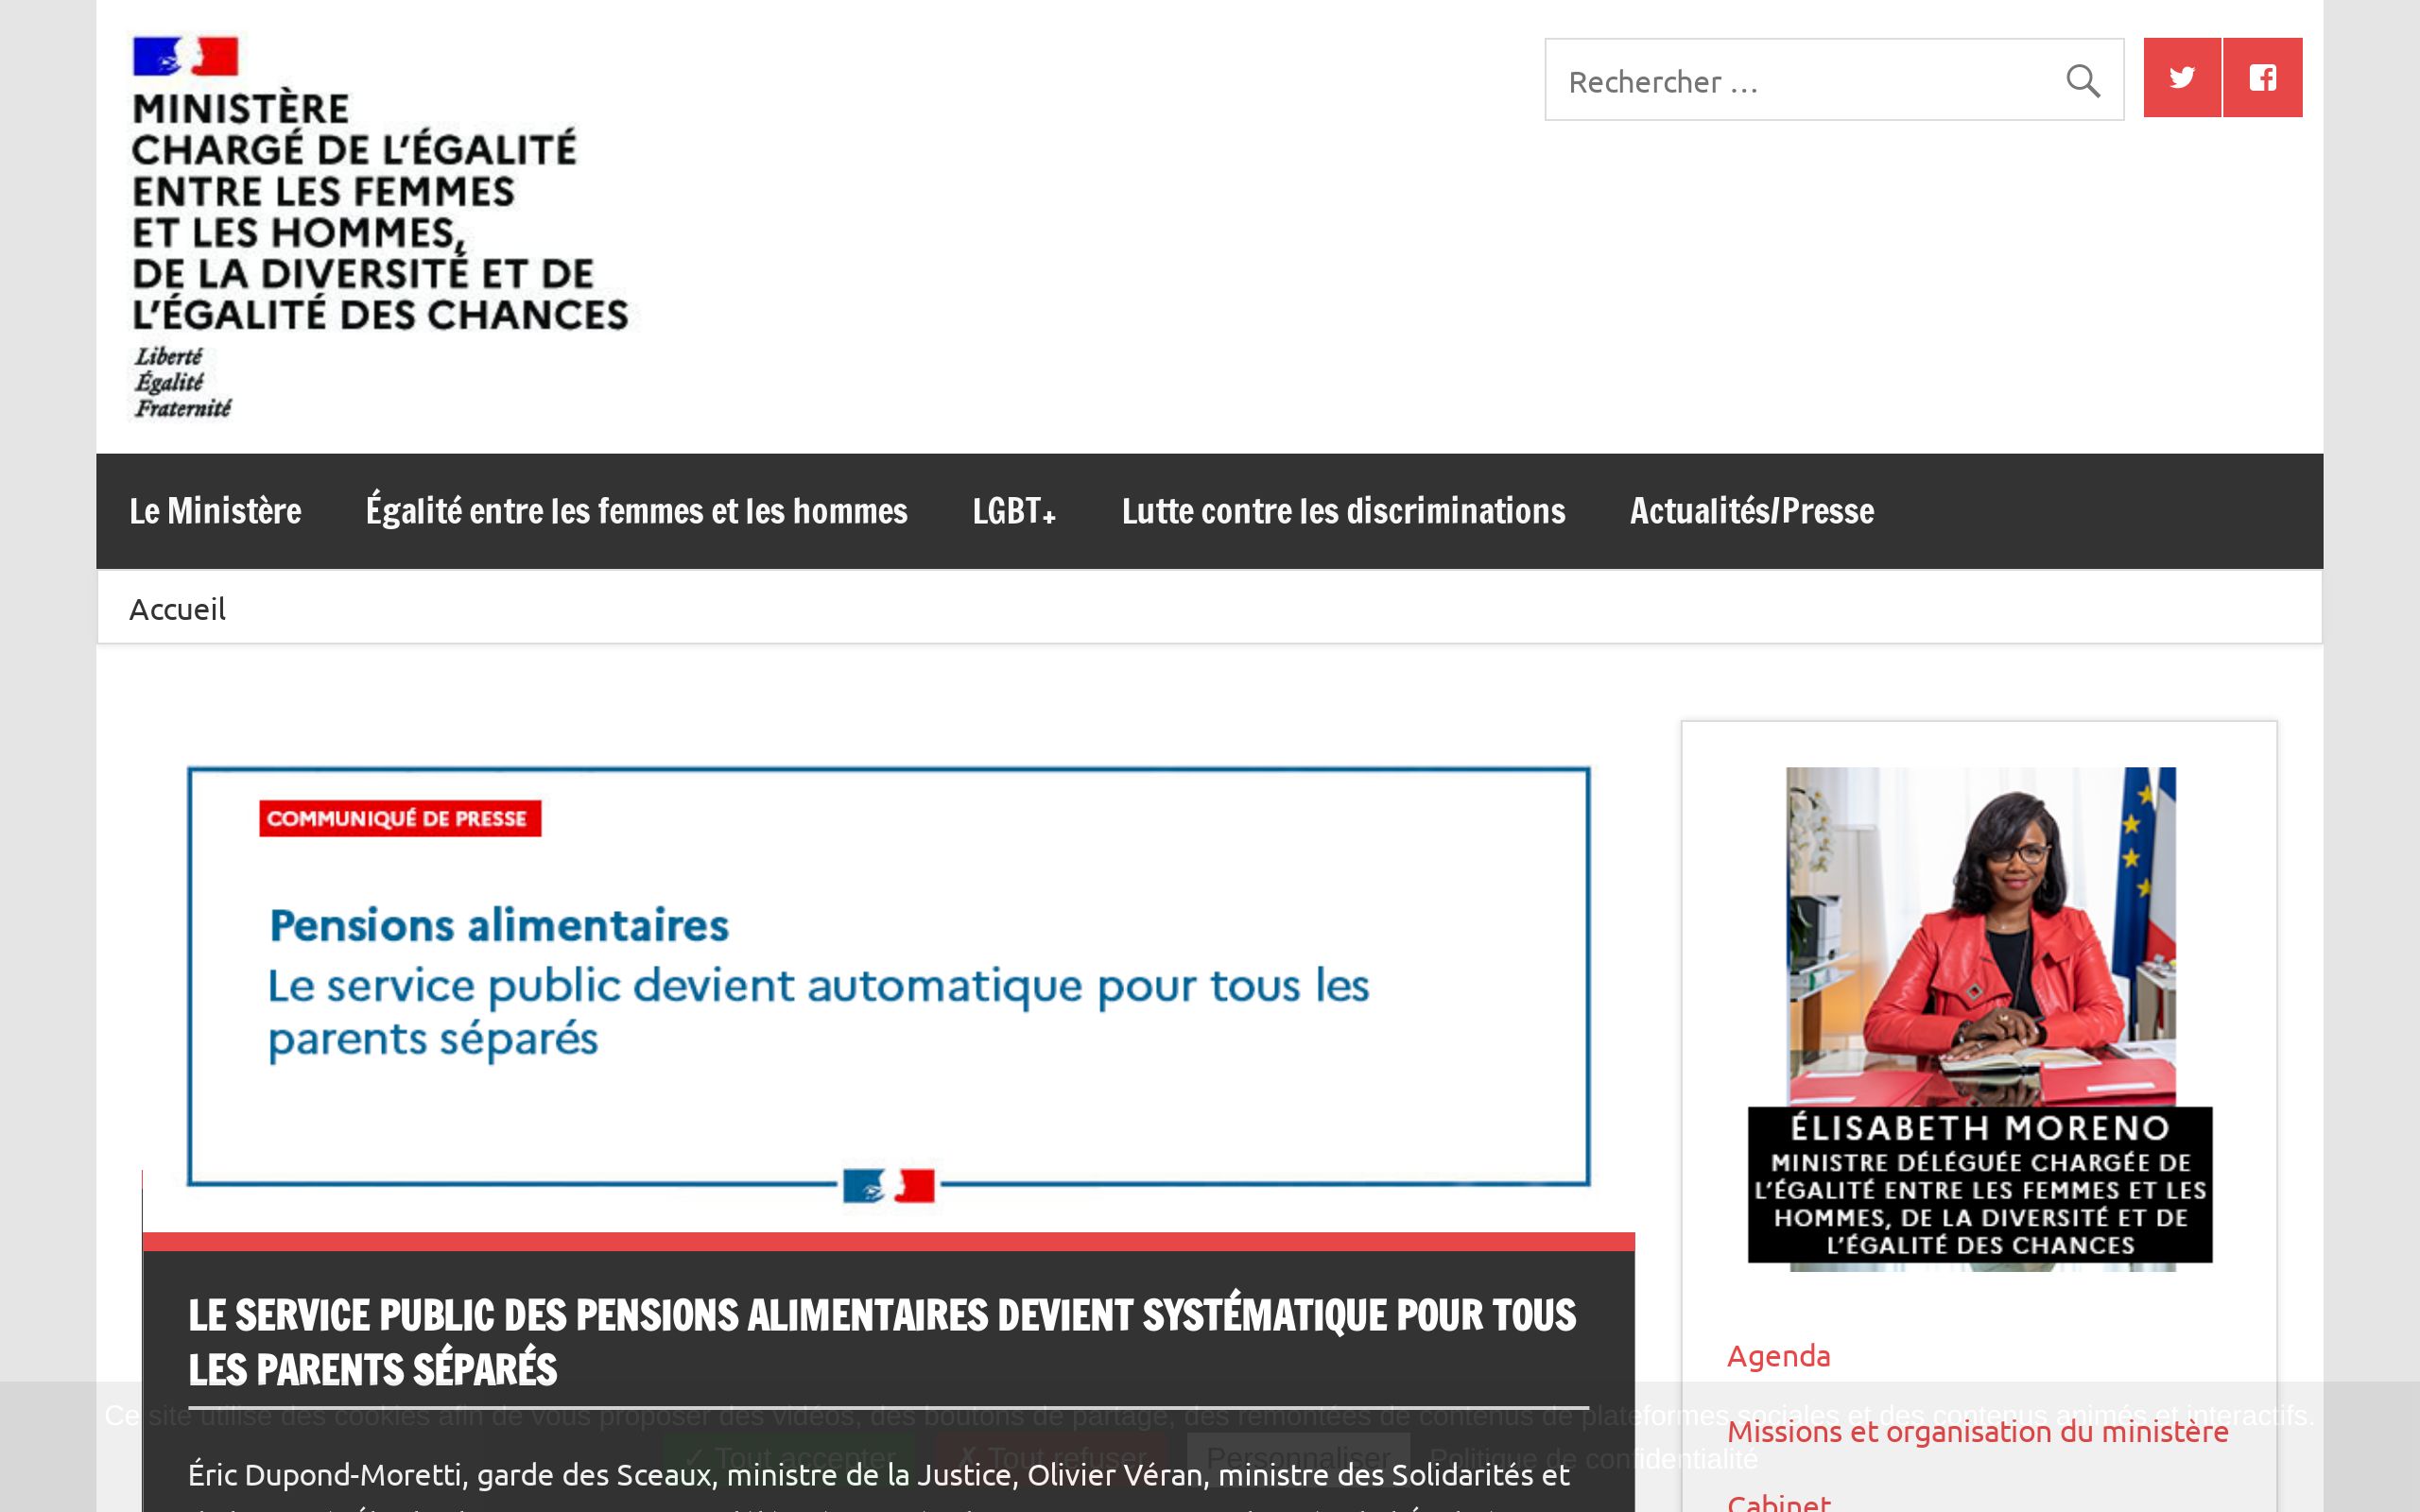 MINISTÈRE
CHARGÉ DE L'ÉGALITÉ
ENTRE LES FEMMES
ET LES HOMMES,
DE LA DIVERSITÉ ET DE
L'ÉGALITÉ DES CHANCES
Liberté
Égalité
Fraternité
Rechercher …
Le Ministère
Égalité entre les femmes et les hommes
LGBT+
Lutte contre les discriminations
Actualités/Presse
Accueil
COMMUNIQUÉ DE PRESSE
Pensions alimentaires
Le service public devient automatique pour tous les
parents séparés
LE SERVICE PUBLIC DES PENSIONS ALIMENTAIRES DEVIENT SYSTÉMATIQUE POUR TOUS
LES PARENTS SÉPARÉS
Éric Dupond-Moretti, garde des Sceaux, ministre de la Justice, Olivier Véran, ministre des Solidarités et
ÉLISABETH MORENO
MINISTRE DÉLÉGUÉE CHARGÉE DE
L'ÉGALITÉ ENTRE LES FEMMES ET LES
HOMMES, DE LA DIVERSITÉ ET DE
L'ÉGALITÉ DES CHANCES
Agenda
Missions et organisation du ministère
Cabinet
Ce site utilise des cookies afin de vous proposer des vidéos, des boutons de partage, des remontées de contenus de plateformes sociales et des contenus animés et interactifs.
✓ Tout accepter
✗ Tout refuser
Personnaliser
Politique de confidentialité